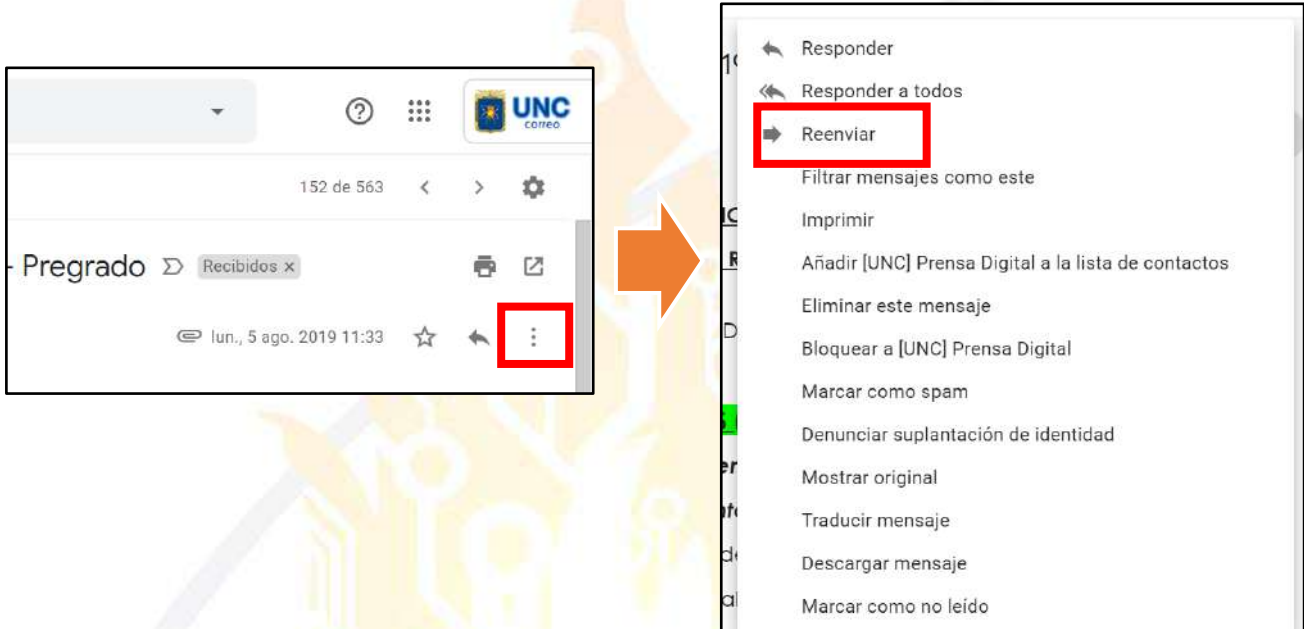 UNC
correo
152 de 563
- Pregrado Recibidos x
lun., 5 ago. 2019 11:33
Responder
Responder a todos
Reenviar
Filtrar mensajes como este
Imprimir
Añadir [UNC] Prensa Digital a la lista de contactos
Eliminar este mensaje
Bloquear a [UNC] Prensa Digital
Marcar como spam
Denunciar suplantación de identidad
Mostrar original
Traducir mensaje
Descargar mensaje
Marcar como no leído